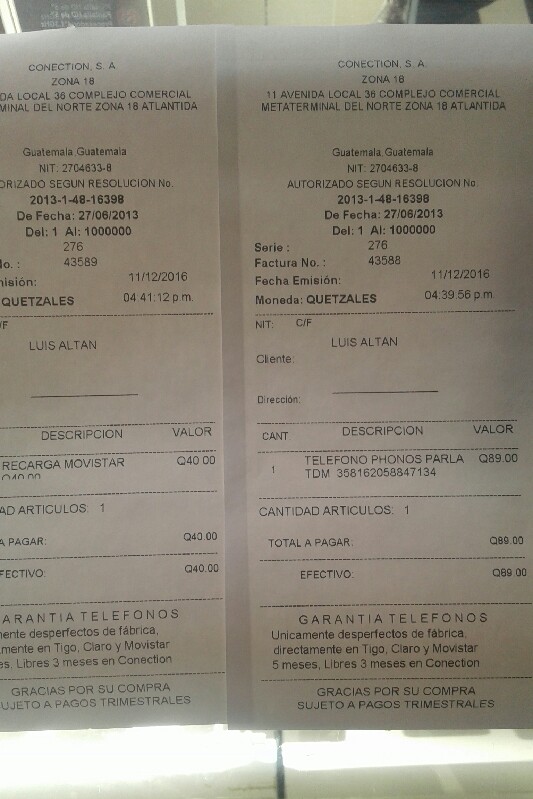 CONECTION, S. A
ZONA 18
DA LOCAL 36 COMPLEJO COMERCIAL
MINAL DEL NORTE ZONA 18 ATLANTIDA
Guatemala,Guatemala
NIT: 2704633-8
ORIZADO SEGUN RESOLUCION No.
2013-1-48-16398
De Fecha: 27/06/2013
Del: 1 Al: 1000000
276
No.: 43589
misión: 11/12/2016
QUETZALES 04:41:12 p.m.
/F
LUIS ALTAN
DESCRIPCION VALOR
RECARGA MOVISTAR Q40.00
Q40.00
AD ARTICULOS: 1
A PAGAR: Q40.00
FECTIVO: Q40.00
ARANTIA TELEFONOS
mente desperfectos de fábrica,
mente en Tigo, Claro y Movistar
es, Libres 3 meses en Conection
GRACIAS POR SU COMPRA
SUJETO A PAGOS TRIMESTRALES
CONECTION, S. A.
ZONA 18
11 AVENIDA LOCAL 36 COMPLEJO COMERCIAL
METATERMINAL DEL NORTE ZONA 18 ATLANTIDA
Guatemala,Guatemala
NIT: 2704633-8
AUTORIZADO SEGUN RESOLUCION No.
2013-1-48-16398
De Fecha: 27/06/2013
Del: 1 Al: 1000000
Serie : 276
Factura No. : 43588
Fecha Emisión: 11/12/2016
Moneda: QUETZALES 04:39:56 p.m.
NIT: C/F
LUIS ALTAN
Cliente:
Dirección:
CANT. DESCRIPCION VALOR
1 TELEFONO PHONOS PARLA Q89.00
TDM 358162058847134
CANTIDAD ARTICULOS: 1
TOTAL A PAGAR: Q89.00
EFECTIVO: Q89.00
GARANTIA TELEFONOS
Unicamente desperfectos de fábrica,
directamente en Tigo, Claro y Movistar
5 meses, Libres 3 meses en Conection
GRACIAS POR SU COMPRA
SUJETO A PAGOS TRIMESTRALES